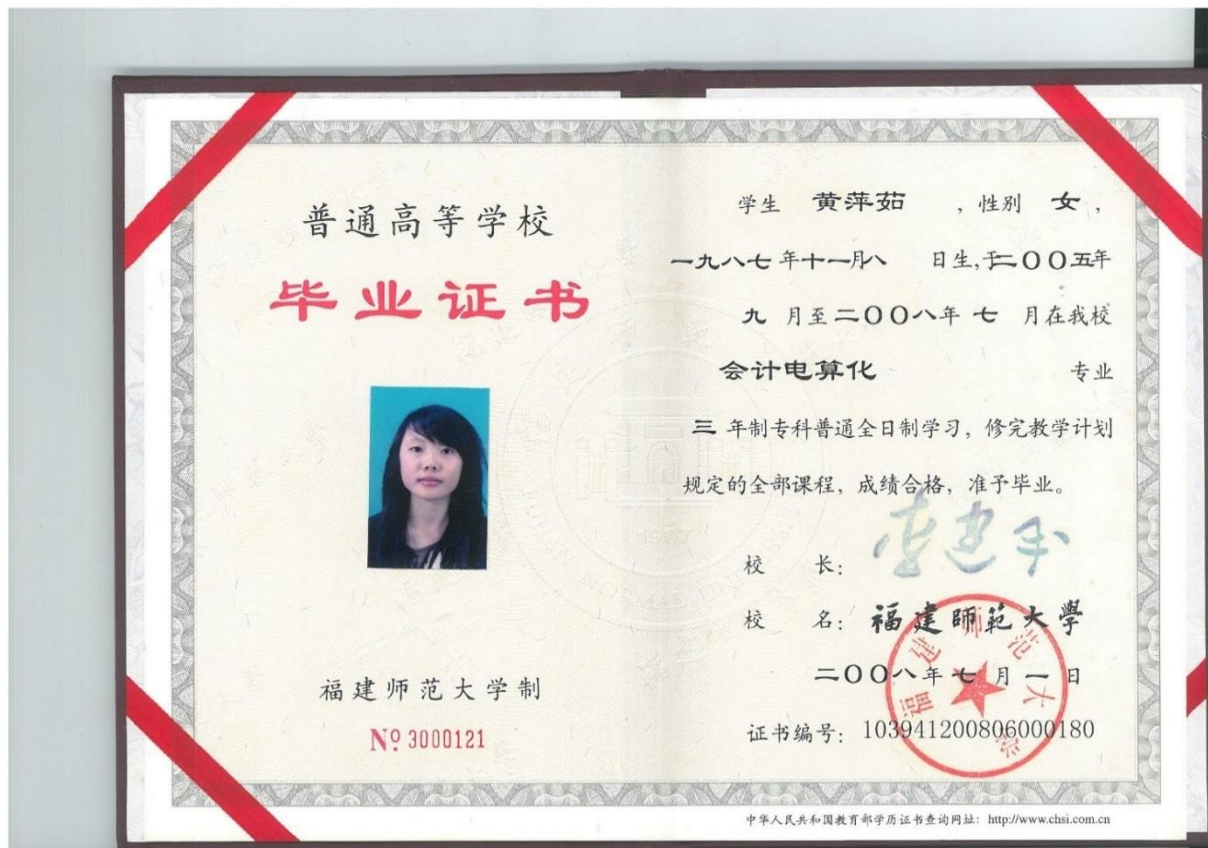 普通高等学校
毕业证书
福建师范大学制
Nº 3000121
学生 黄萍茹 ，性别 女，
一九八七年十一月八 日生,于二〇〇五年
九 月至二〇〇八年 七 月在我校
会计电算化 专业
三 年制专科普通全日制学习，修完教学计划
规定的全部课程，成绩合格，准予毕业。
校 长：
校 名：福建師範大學
二〇〇八年七月一日
证书编号：103941200806000180
福建师范大学
中华人民共和国教育部学历证书查询网址：http://www.chsi.com.cn